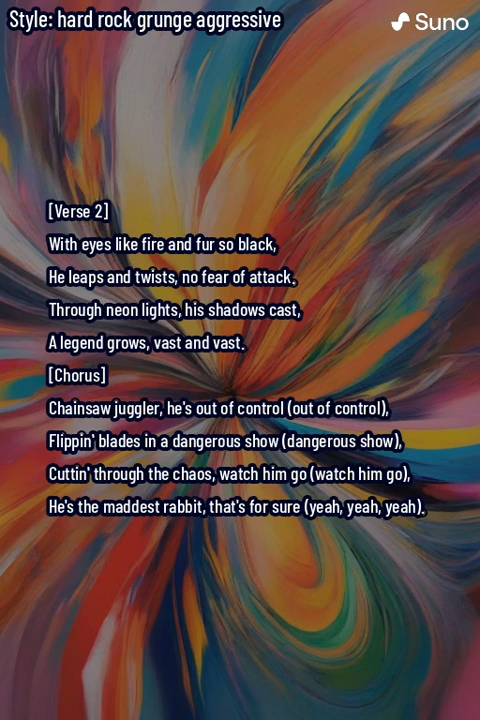 Style: hard rock grunge aggressive
Suno
[Verse 2]
With eyes like fire and fur so black,
He leaps and twists, no fear of attack.
Through neon lights, his shadows cast,
A legend grows, vast and vast.
[Chorus]
Chainsaw juggler, he's out of control (out of control),
Flippin' blades in a dangerous show (dangerous show),
Cuttin' through the chaos, watch him go (watch him go),
He's the maddest rabbit, that's for sure (yeah, yeah, yeah).